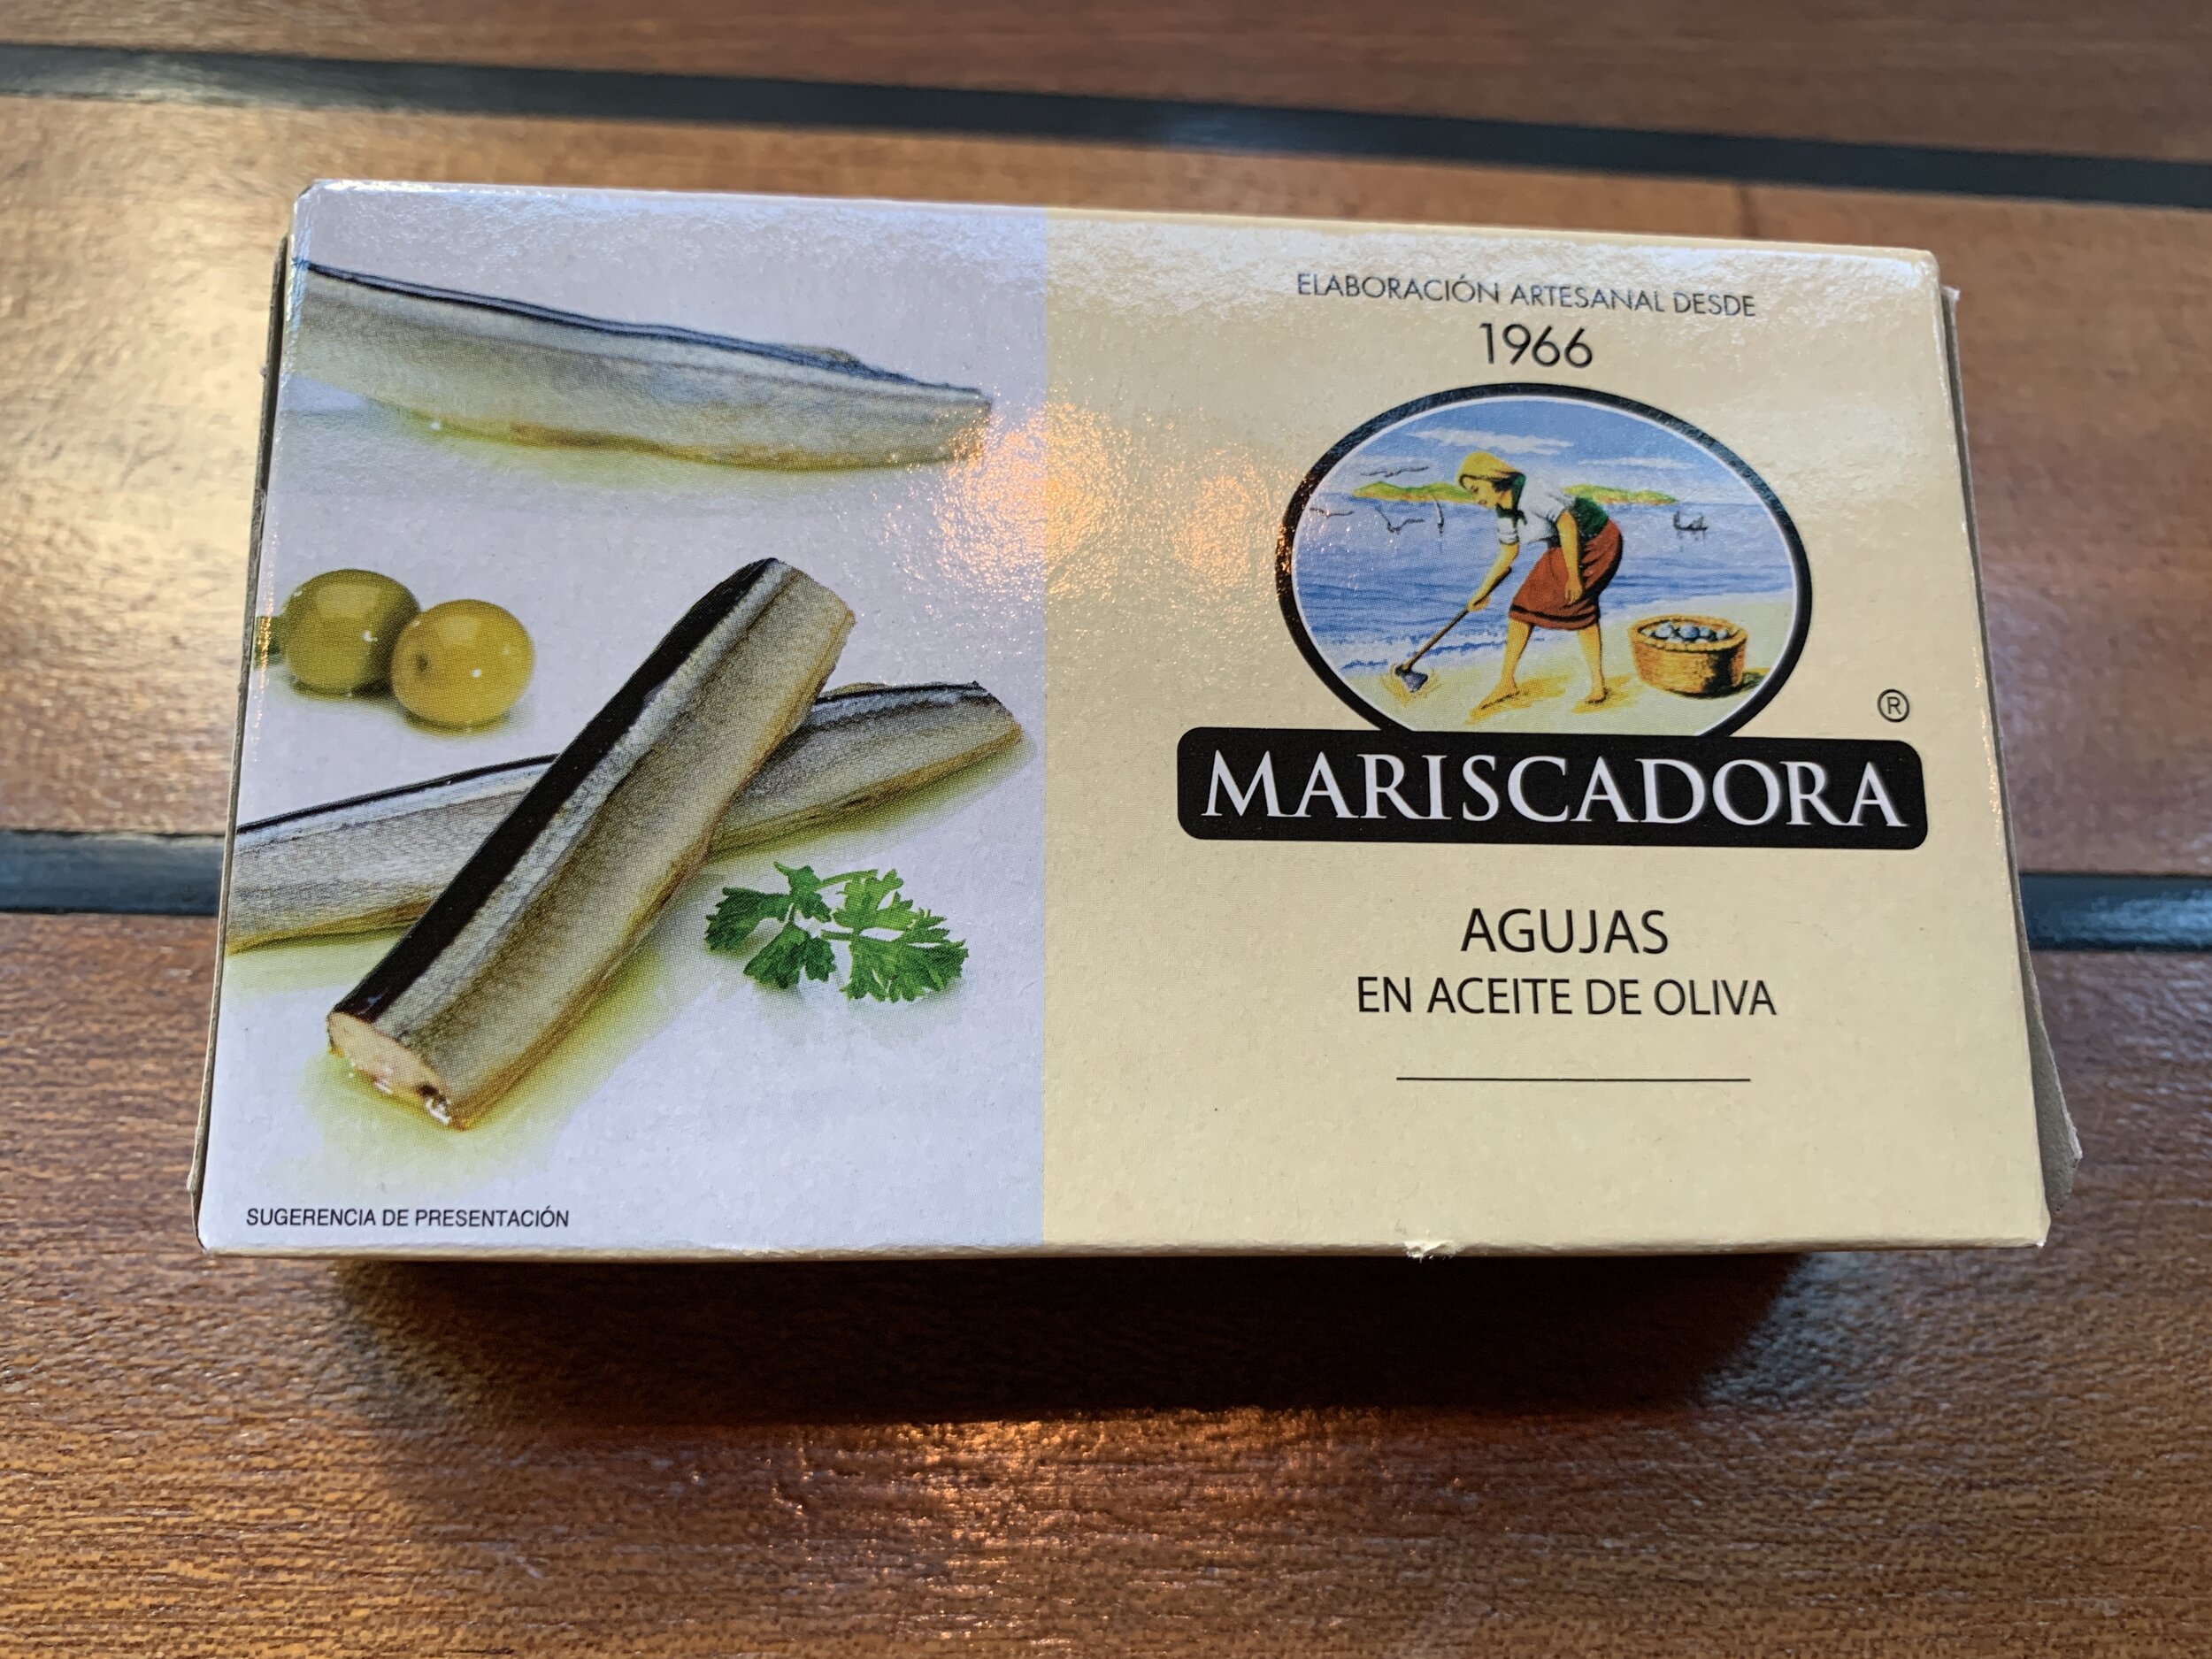 ELABORACIÓN ARTESANAL DESDE
1966
®
MARISCADORA
AGUJAS
EN ACEITE DE OLIVA
SUGERENCIA DE PRESENTACIÓN